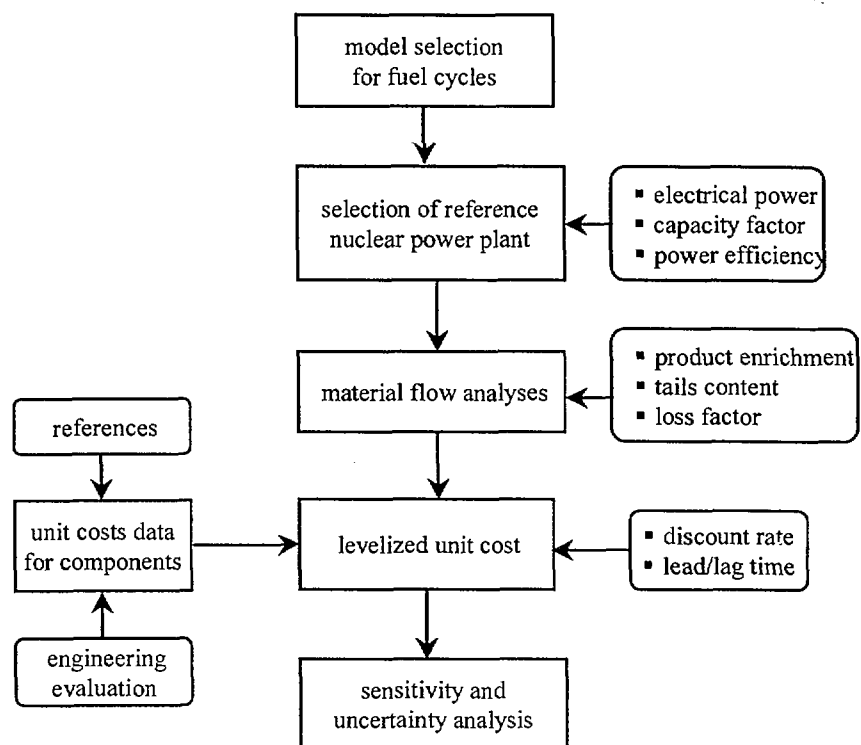 model selection
for fuel cycles
selection of reference
nuclear power plant
▪ electrical power
▪ capacity factor
▪ power efficiency
material flow analyses
▪ product enrichment
▪ tails content
▪ loss factor
references
unit costs data
for components
levelized unit cost
▪ discount rate
▪ lead/lag time
engineering
evaluation
sensitivity and
uncertainty analysis